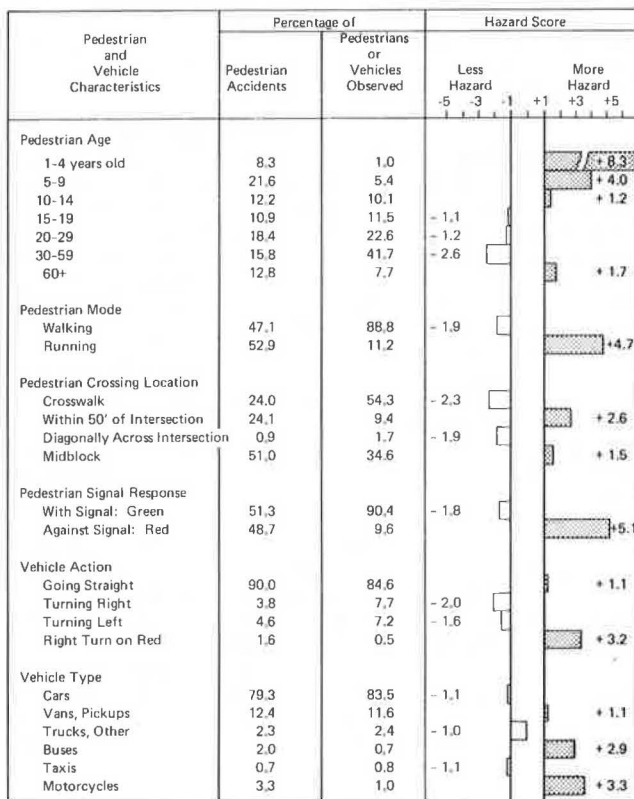 Percentage of Hazard Score
Pedestrian and Vehicle Characteristics Pedestrian Accidents Pedestrians or Vehicles Observed Less Hazard More Hazard
-5 -3 -1 +1 +3 +5
Pedestrian Age
1-4 years old 8.3 1.0 + 8.3
5-9 21.6 5.4 + 4.0
10-14 12.2 10.1 + 1.2
15-19 10.9 11.5 - 1.1
20-29 18.4 22.6 - 1.2
30-59 15.8 41.7 - 2.6
60+ 12.8 7.7 + 1.7
Pedestrian Mode
Walking 47.1 88.8 - 1.9
Running 52.9 11.2 +4.7
Pedestrian Crossing Location
Crosswalk 24.0 54.3 - 2.3
Within 50' of Intersection 24.1 9.4 + 2.6
Diagonally Across Intersection 0.9 1.7 - 1.9
Midblock 51.0 34.6 + 1.5
Pedestrian Signal Response
With Signal: Green 51.3 90.4 - 1.8
Against Signal: Red 48.7 9.6 +5.1
Vehicle Action
Going Straight 90.0 84.6 + 1.1
Turning Right 3.8 7.7 - 2.0
Turning Left 4.6 7.2 - 1.6
Right Turn on Red 1.6 0.5 + 3.2
Vehicle Type
Cars 79.3 83.5 - 1.1
Vans, Pickups 12.4 11.6 + 1.1
Trucks, Other 2.3 2.4 - 1.0
Buses 2.0 0.7 + 2.9
Taxis 0.7 0.8 - 1.1
Motorcycles 3.3 1.0 + 3.3